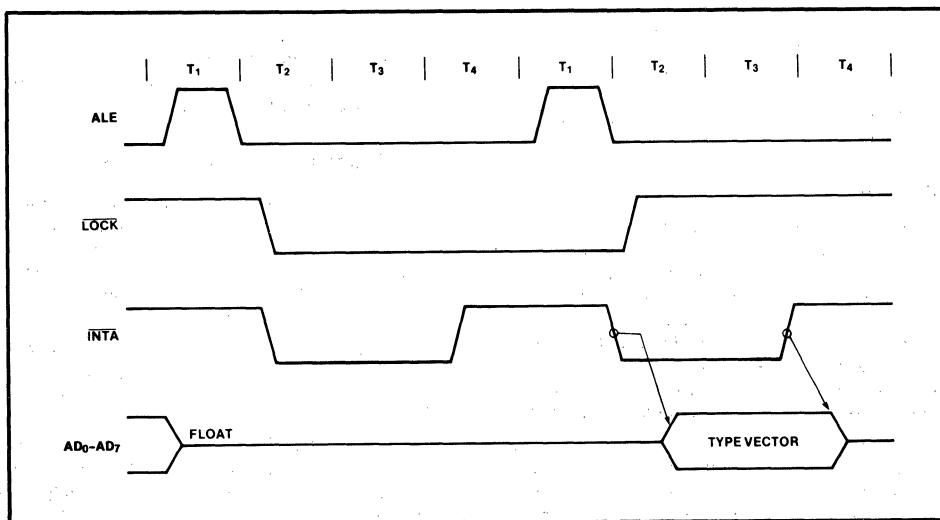 T₁ T₂ T₃ T₄ T₁ T₂ T₃ T₄
ALE
LOCK
INTA
FLOAT
AD₀-AD₇ TYPE VECTOR